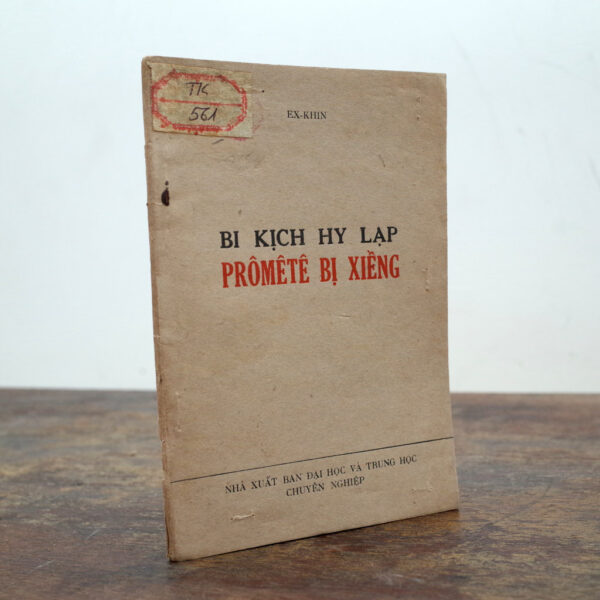 TK
561
EX-KHIN
BI KỊCH HY LẠP
PRÔMÊTÊ BỊ XIỀNG
NHÀ XUẤT BẢN ĐẠI HỌC VÀ TRUNG HỌC
CHUYÊN NGHIỆP